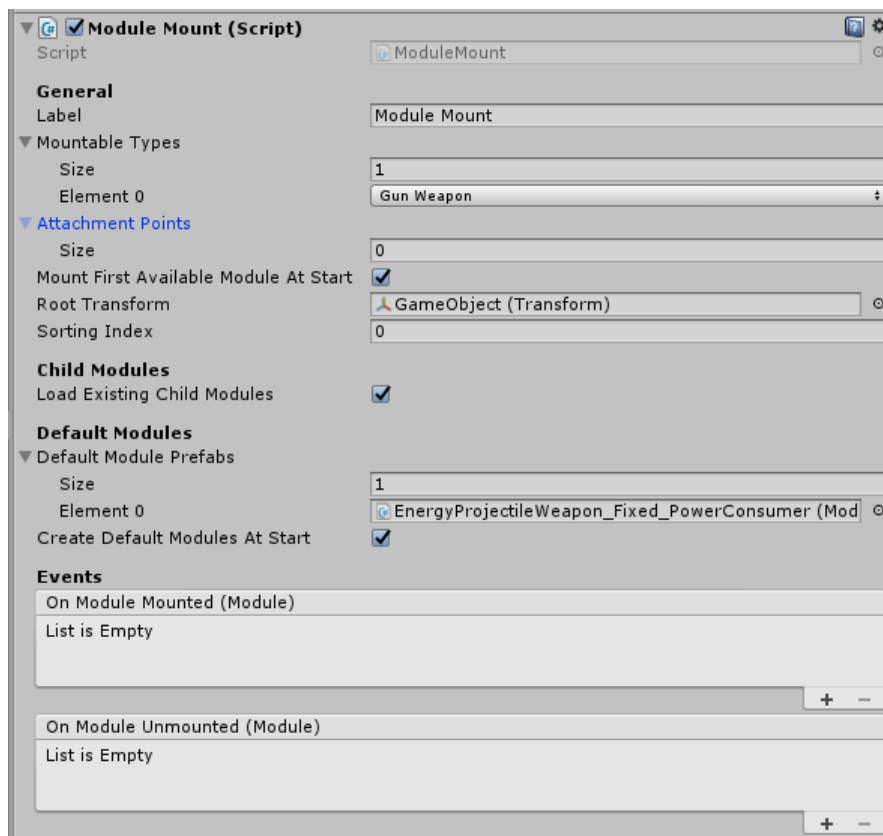 Module Mount (Script)
Script ModuleMount
General
Label Module Mount
Mountable Types
Size 1
Element 0 Gun Weapon
Attachment Points
Size 0
Mount First Available Module At Start
Root Transform GameObject (Transform)
Sorting Index 0
Child Modules
Load Existing Child Modules
Default Modules
Default Module Prefabs
Size 1
Element 0 EnergyProjectileWeapon_Fixed_PowerConsumer (Mod
Create Default Modules At Start
Events
On Module Mounted (Module)
List is Empty
+ −
On Module Unmounted (Module)
List is Empty
+ −